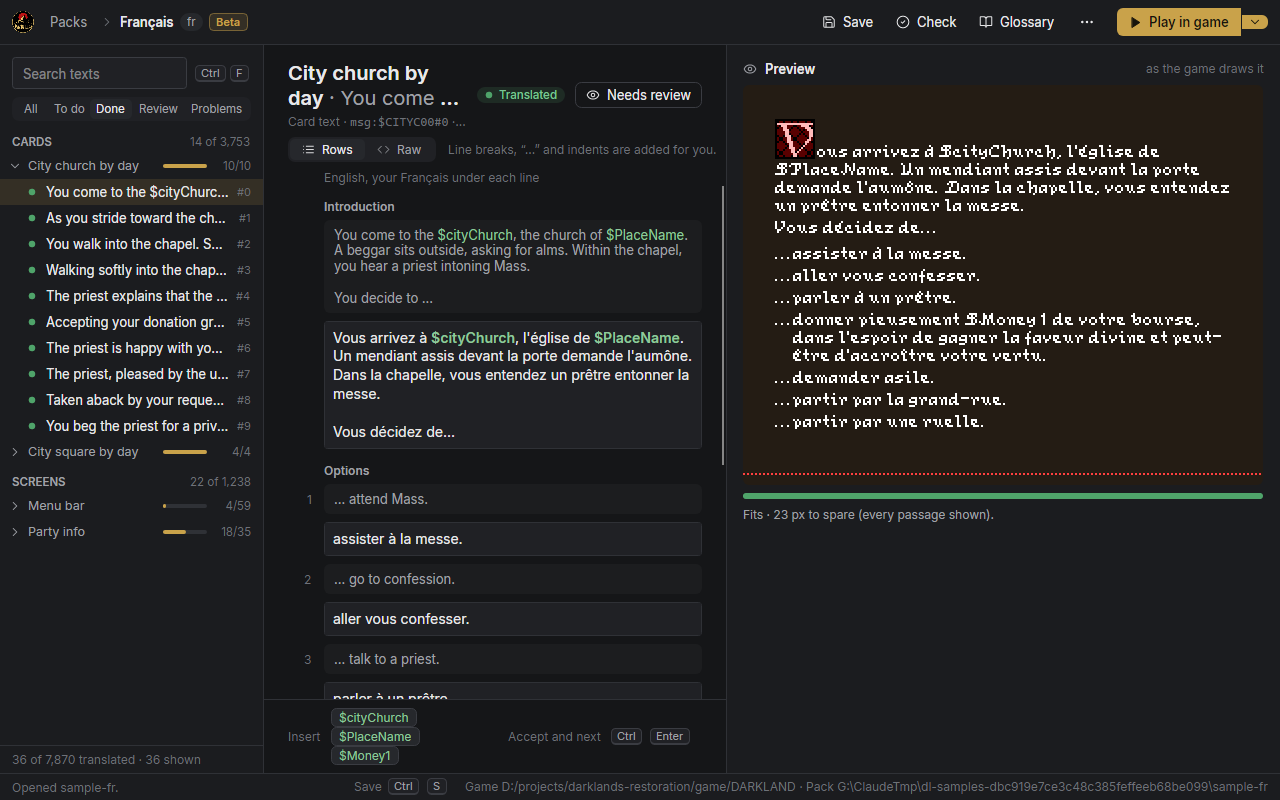 Packs > Français fr Beta
Save Check Glossary ... Play in game
Search texts Ctrl F
All To do Done Review Problems
CARDS 14 of 3,753
City church by day 10/10
You come to the $cityChurc... #0
As you stride toward the ch... #1
You walk into the chapel. S... #2
Walking softly into the chap... #3
The priest explains that the ... #4
Accepting your donation gr... #5
The priest is happy with yo... #6
The priest, pleased by the u... #7
Taken aback by your reque... #8
You beg the priest for a priv... #9
City square by day 4/4
SCREENS 22 of 1,238
Menu bar 4/59
Party info 18/35
36 of 7,870 translated · 36 shown
City church by
day · You come ...
Translated
Needs review
Card text · msg:$CITYC00#0 ·...
Rows Raw Line breaks, “...” and indents are added for you.
English, your Français under each line
Introduction
You come to the $cityChurch, the church of $PlaceName.
A beggar sits outside, asking for alms. Within the chapel,
you hear a priest intoning Mass.
You decide to ...
Vous arrivez à $cityChurch, l'église de $PlaceName.
Un mendiant assis devant la porte demande l'aumône.
Dans la chapelle, vous entendez un prêtre entonner la
messe.
Vous décidez de...
Options
1 ... attend Mass.
assister à la messe.
2 ... go to confession.
aller vous confesser.
3 ... talk to a priest.
parler à un prêtre.
Insert $cityChurch
$PlaceName
$Money1
Accept and next Ctrl Enter
Preview as the game draws it
Vous arrivez à $cityChurch, l'église de
$PlaceName. Un mendiant assis devant la porte
demande l'aumône. Dans la chapelle, vous entendez
un prêtre entonner la messe.
Vous décidez de...
...assister à la messe.
...aller vous confesser.
...parler à un prêtre.
...donner pieusement $Money1 de votre bourse,
dans l'espoir de gagner la faveur divine et peut-
être d'accroître votre vertu.
...demander asile.
...partir par la grand-rue.
...partir par une ruelle.
Fits · 23 px to spare (every passage shown).
Opened sample-fr.
Save Ctrl S
Game D:/projects/darklands-restoration/game/DARKLAND · Pack G:\ClaudeTmp\dl-samples-dbc919e7ce3c48c385feffeeb68be099\sample-fr